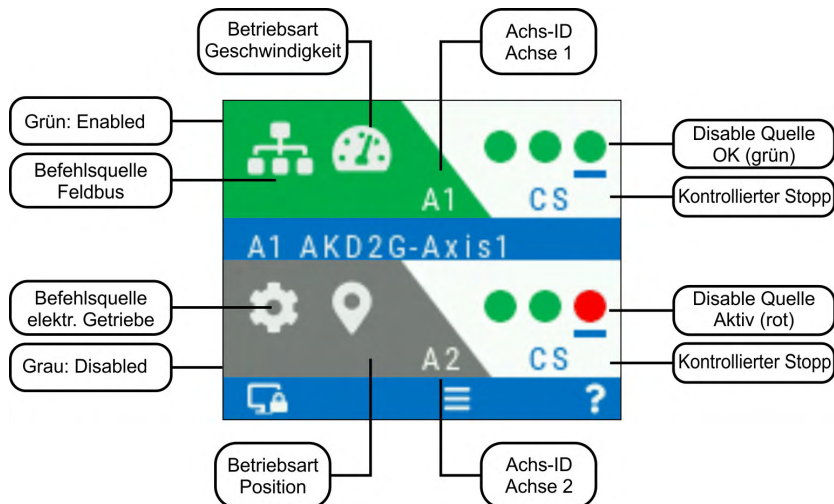 Betriebsart
Geschwindigkeit
Achs-ID
Achse 1
Grün: Enabled
Befehlsquelle
Feldbus
Disable Quelle
OK (grün)
Kontrollierter Stopp
A1
CS
A1 AKD2G-Axis1
Befehlsquelle
elektr. Getriebe
Grau: Disabled
Disable Quelle
Aktiv (rot)
Kontrollierter Stopp
A2
CS
?
Betriebsart
Position
Achs-ID
Achse 2